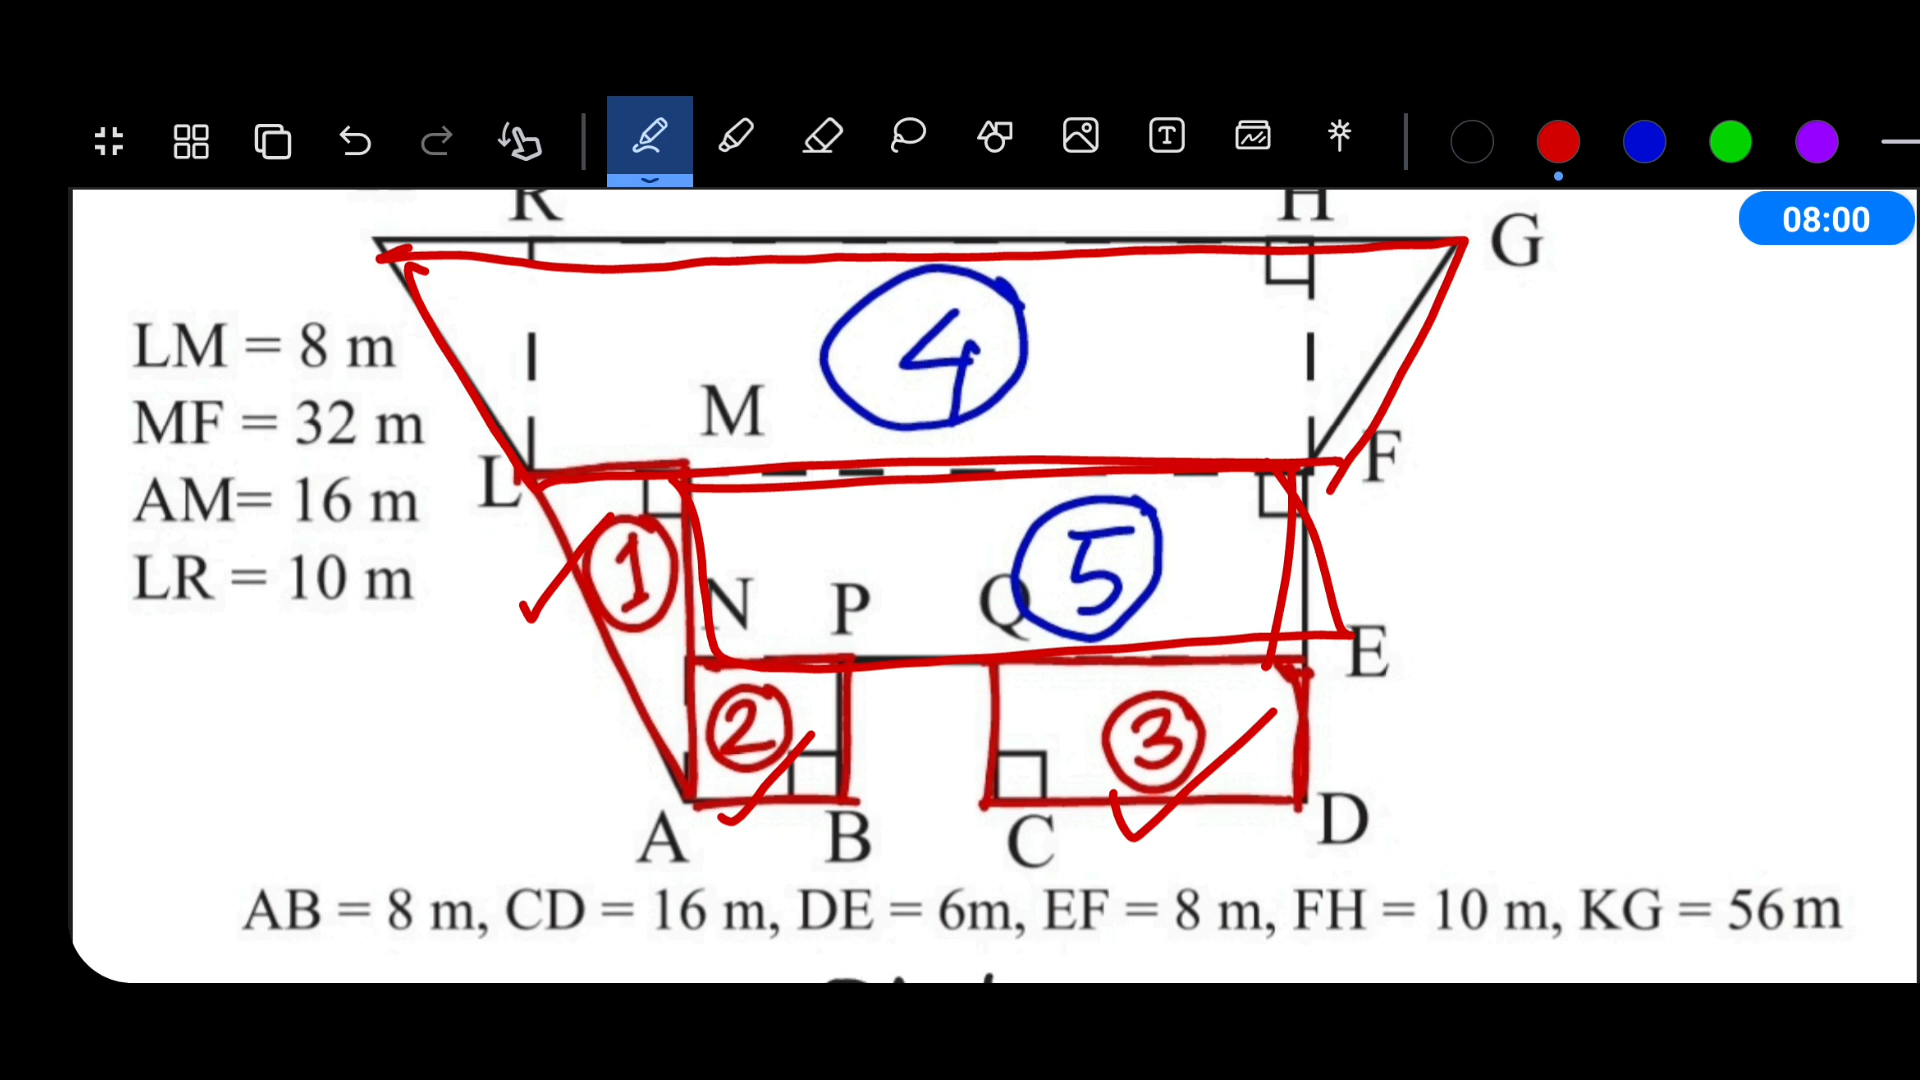 R H
08:00
G
4
LM = 8 m
M
MF = 32 m
F
L
AM= 16 m
5
1
LR = 10 m
N P Q
E
2
3
A B C D
AB = 8 m, CD = 16 m, DE = 6m, EF = 8 m, FH = 10 m, KG = 56 m